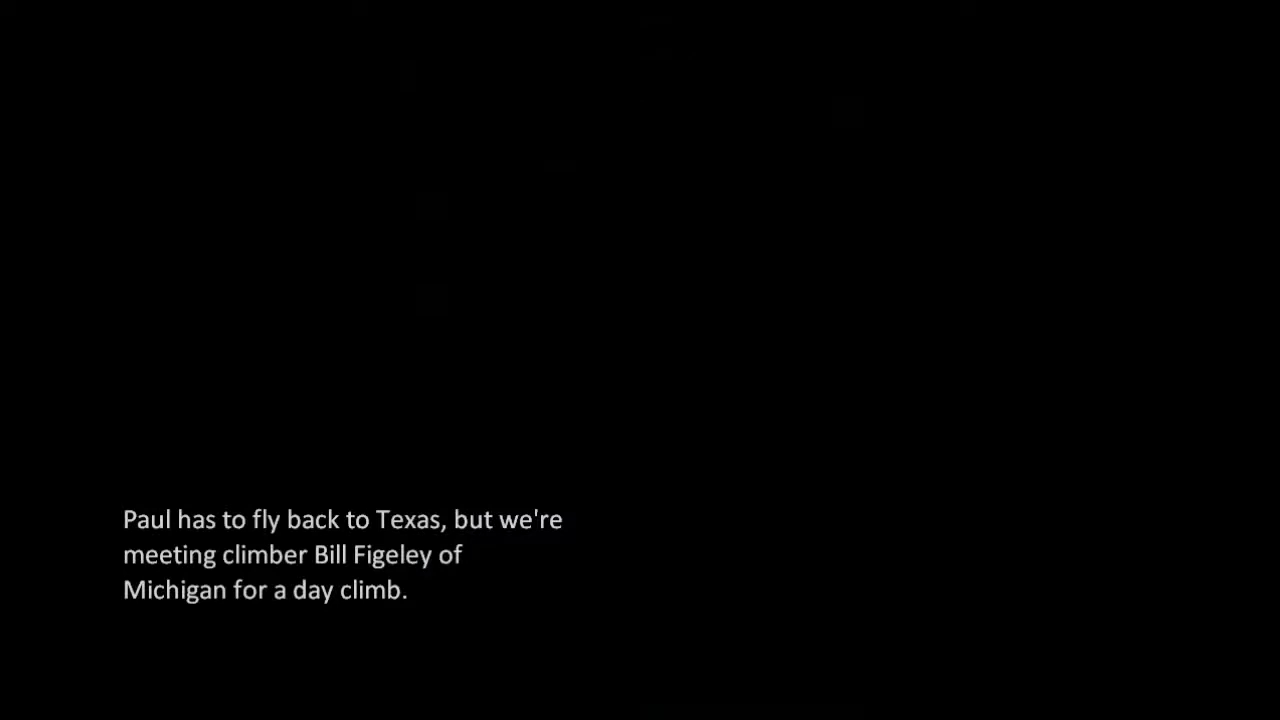 Paul has to fly back to Texas, but we're
meeting climber Bill Figeley of
Michigan for a day climb.